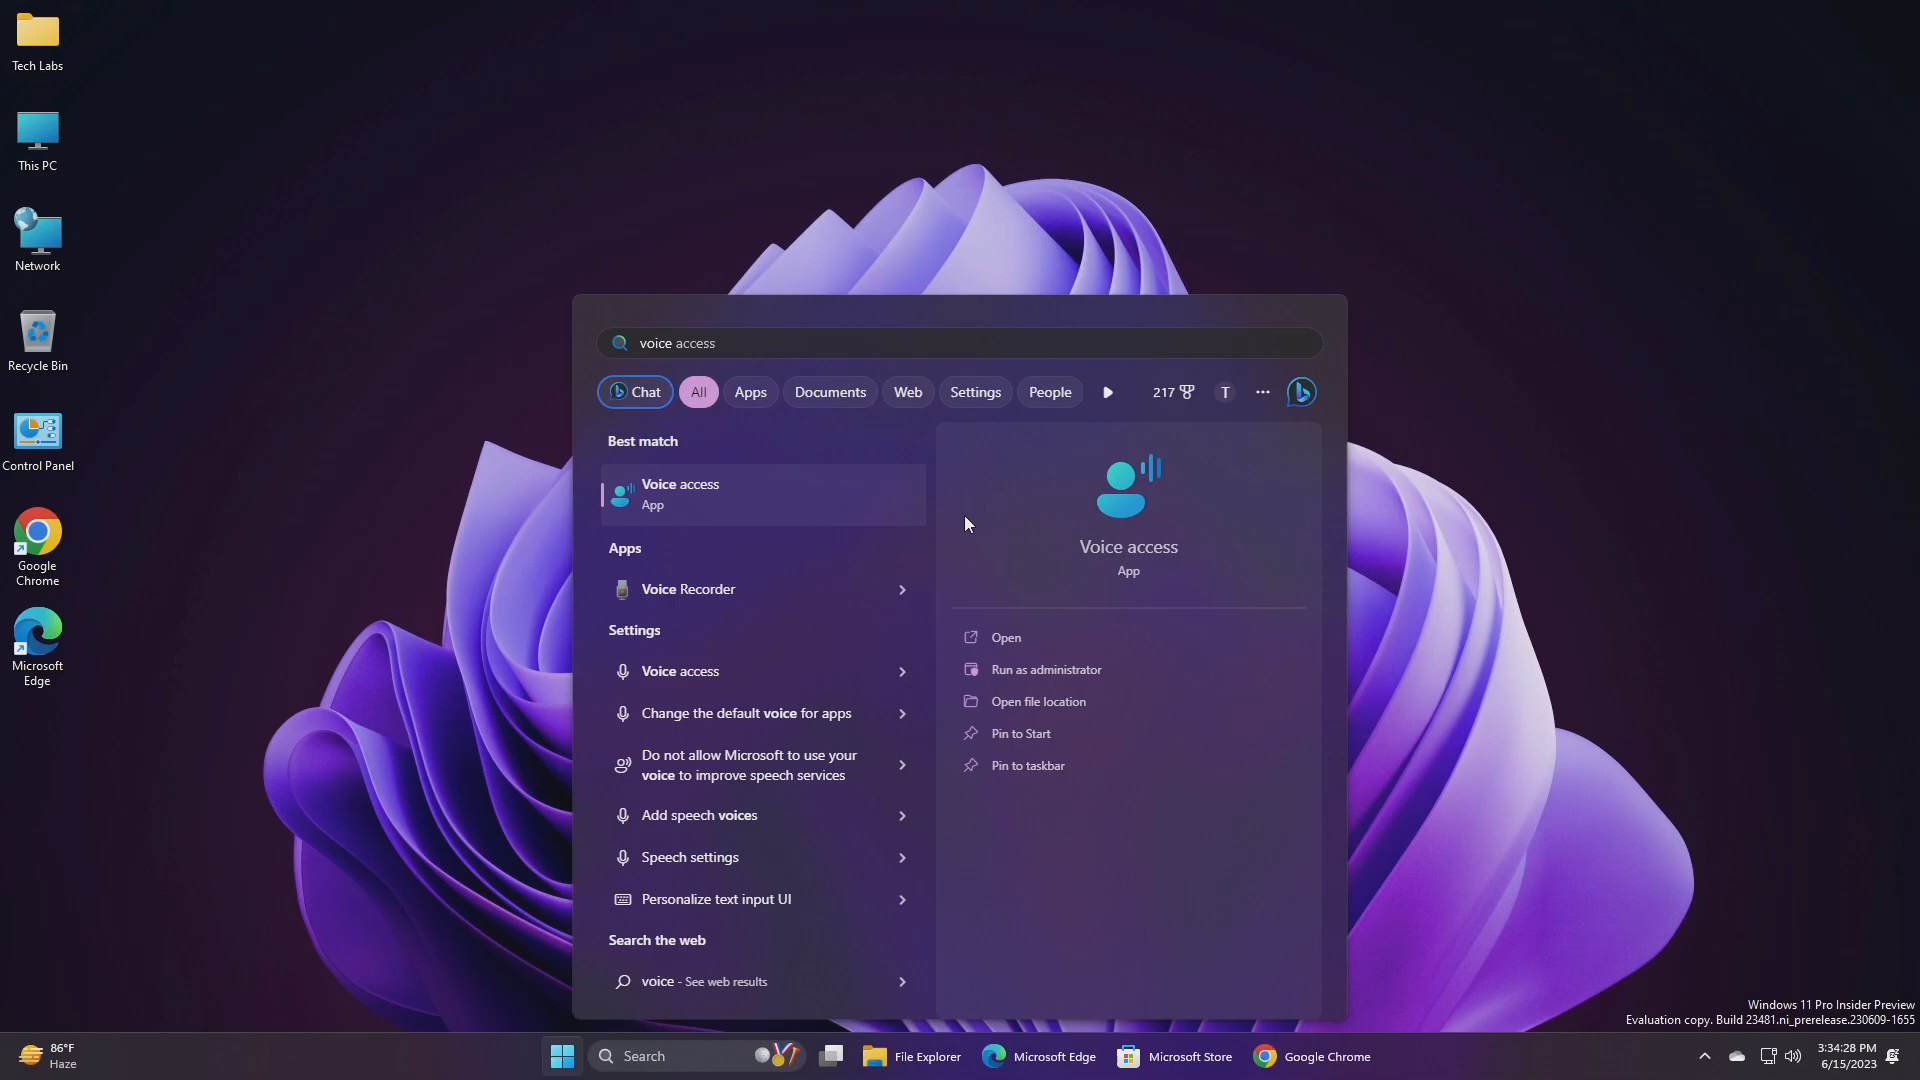 Tech Labs
This PC
Network
Recycle Bin
Control Panel
Google
Chrome
Microsoft
Edge
voice access
Chat All Apps Documents Web Settings People 217 T
Best match
Voice access
App
Apps
Voice Recorder
Settings
Voice access
Change the default voice for apps
Do not allow Microsoft to use your
voice to improve speech services
Add speech voices
Speech settings
Personalize text input UI
Search the web
voice - See web results
Voice access
App
Open
Run as administrator
Open file location
Pin to Start
Pin to taskbar
Windows 11 Pro Insider Preview
Evaluation copy. Build 23481.ni_prerelease.230609-1655
86°F
Haze
Search
File Explorer
Microsoft Edge
Microsoft Store
Google Chrome
3:34:28 PM
6/15/2023